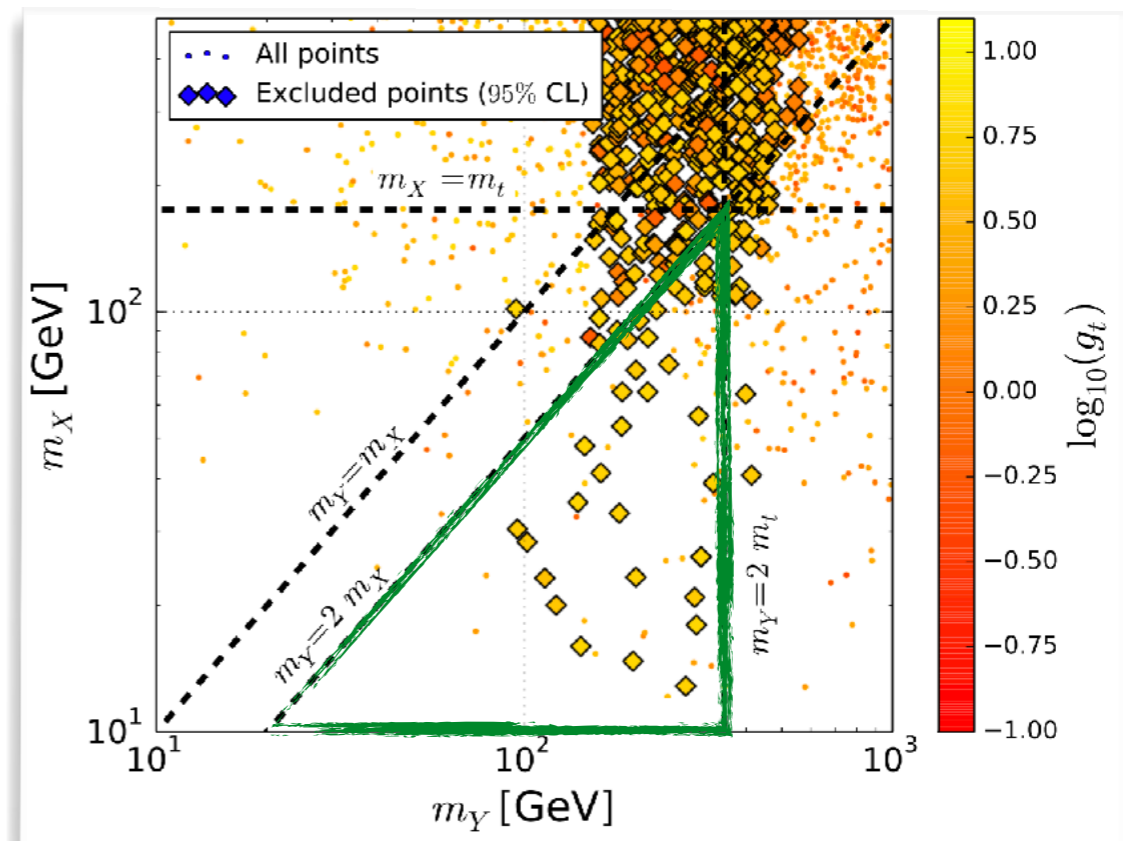 All points
Excluded points (95% CL)
m_X = m_t
m_Y = m_X
m_Y = 2 m_X
m_Y = 2 m_t
10^2
10^1
10^1
10^2
10^3
m_X [GeV]
m_Y [GeV]
1.00
0.75
0.50
0.25
0.00
−0.25
−0.50
−0.75
−1.00
log_10(g_t)